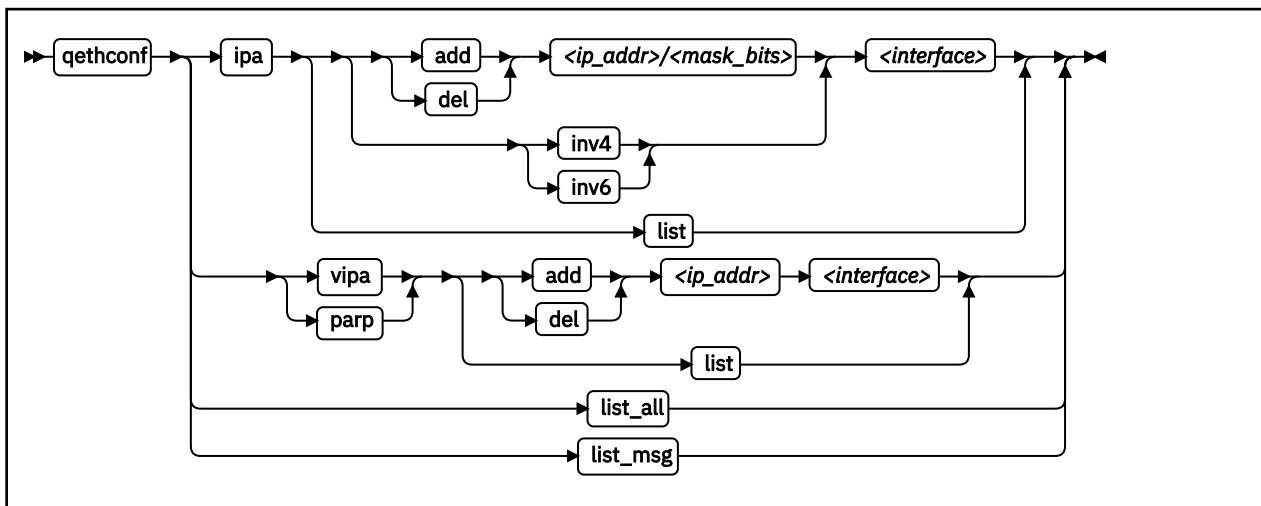 qethconf ipa add <ip_addr>/<mask_bits> <interface>
del
inv4
inv6
list
vipa add <ip_addr> <interface>
parp del
list
list_all
list_msg